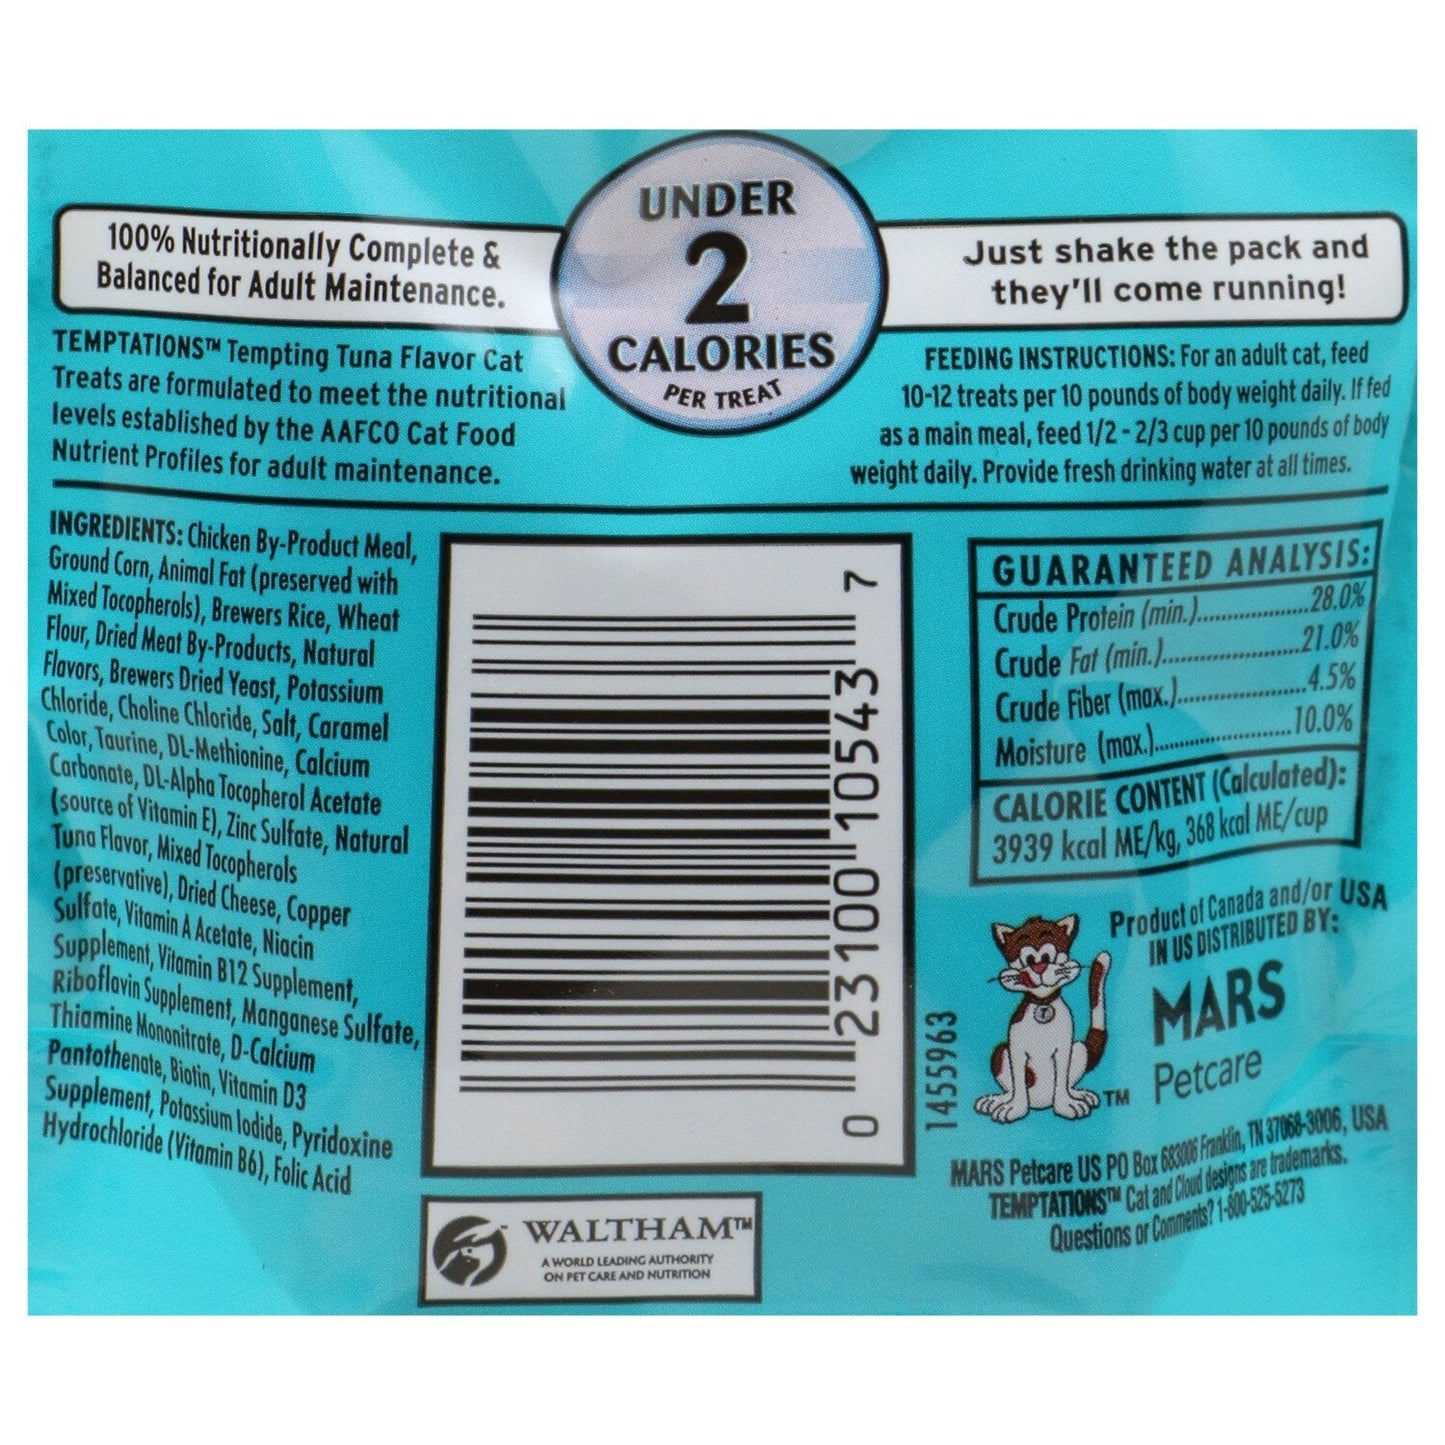 UNDER
2
CALORIES
PER TREAT
100% Nutritionally Complete &
Balanced for Adult Maintenance.
Just shake the pack and
they'll come running!
TEMPTATIONS™ Tempting Tuna Flavor Cat
Treats are formulated to meet the nutritional
levels established by the AAFCO Cat Food
Nutrient Profiles for adult maintenance.
FEEDING INSTRUCTIONS: For an adult cat, feed
10-12 treats per 10 pounds of body weight daily. If fed
as a main meal, feed 1/2 - 2/3 cup per 10 pounds of body
weight daily. Provide fresh drinking water at all times.
INGREDIENTS: Chicken By-Product Meal,
Ground Corn, Animal Fat (preserved with
Mixed Tocopherols), Brewers Rice, Wheat
Flour, Dried Meat By-Products, Natural
Flavors, Brewers Dried Yeast, Potassium
Chloride, Choline Chloride, Salt, Caramel
Color, Taurine, DL-Methionine, Calcium
Carbonate, DL-Alpha Tocopherol Acetate
(source of Vitamin E), Zinc Sulfate, Natural
Tuna Flavor, Mixed Tocopherols
(preservative), Dried Cheese, Copper
Sulfate, Vitamin A Acetate, Niacin
Supplement, Vitamin B12 Supplement,
Riboflavin Supplement, Manganese Sulfate,
Thiamine Mononitrate, D-Calcium
Pantothenate, Biotin, Vitamin D3
Supplement, Potassium Iodide, Pyridoxine
Hydrochloride (Vitamin B6), Folic Acid
0 23100 10543 7
WALTHAM™
A WORLD LEADING AUTHORITY
ON PET CARE AND NUTRITION
GUARANTEED ANALYSIS:
Crude Protein (min.)...............28.0%
Crude Fat (min.)...................21.0%
Crude Fiber (max.)..................4.5%
Moisture (max.)....................10.0%
CALORIE CONTENT (Calculated):
3939 kcal ME/kg, 368 kcal ME/cup
1455963
T
™
Product of Canada and/or USA
IN US DISTRIBUTED BY:
MARS
Petcare
MARS Petcare US PO Box 683006 Franklin, TN 37068-3006, USA
TEMPTATIONS™ Cat and Cloud designs are trademarks.
Questions or Comments? 1-800-525-5273